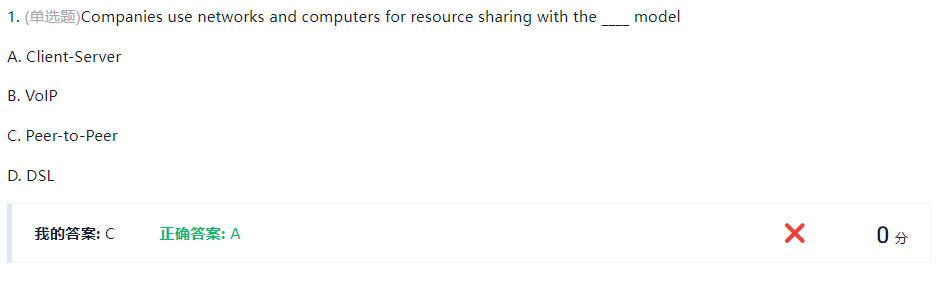 1. (单选题)Companies use networks and computers for resource sharing with the ____ model
A. Client-Server
B. VoIP
C. Peer-to-Peer
D. DSL
我的答案: C 正确答案: A 0 分